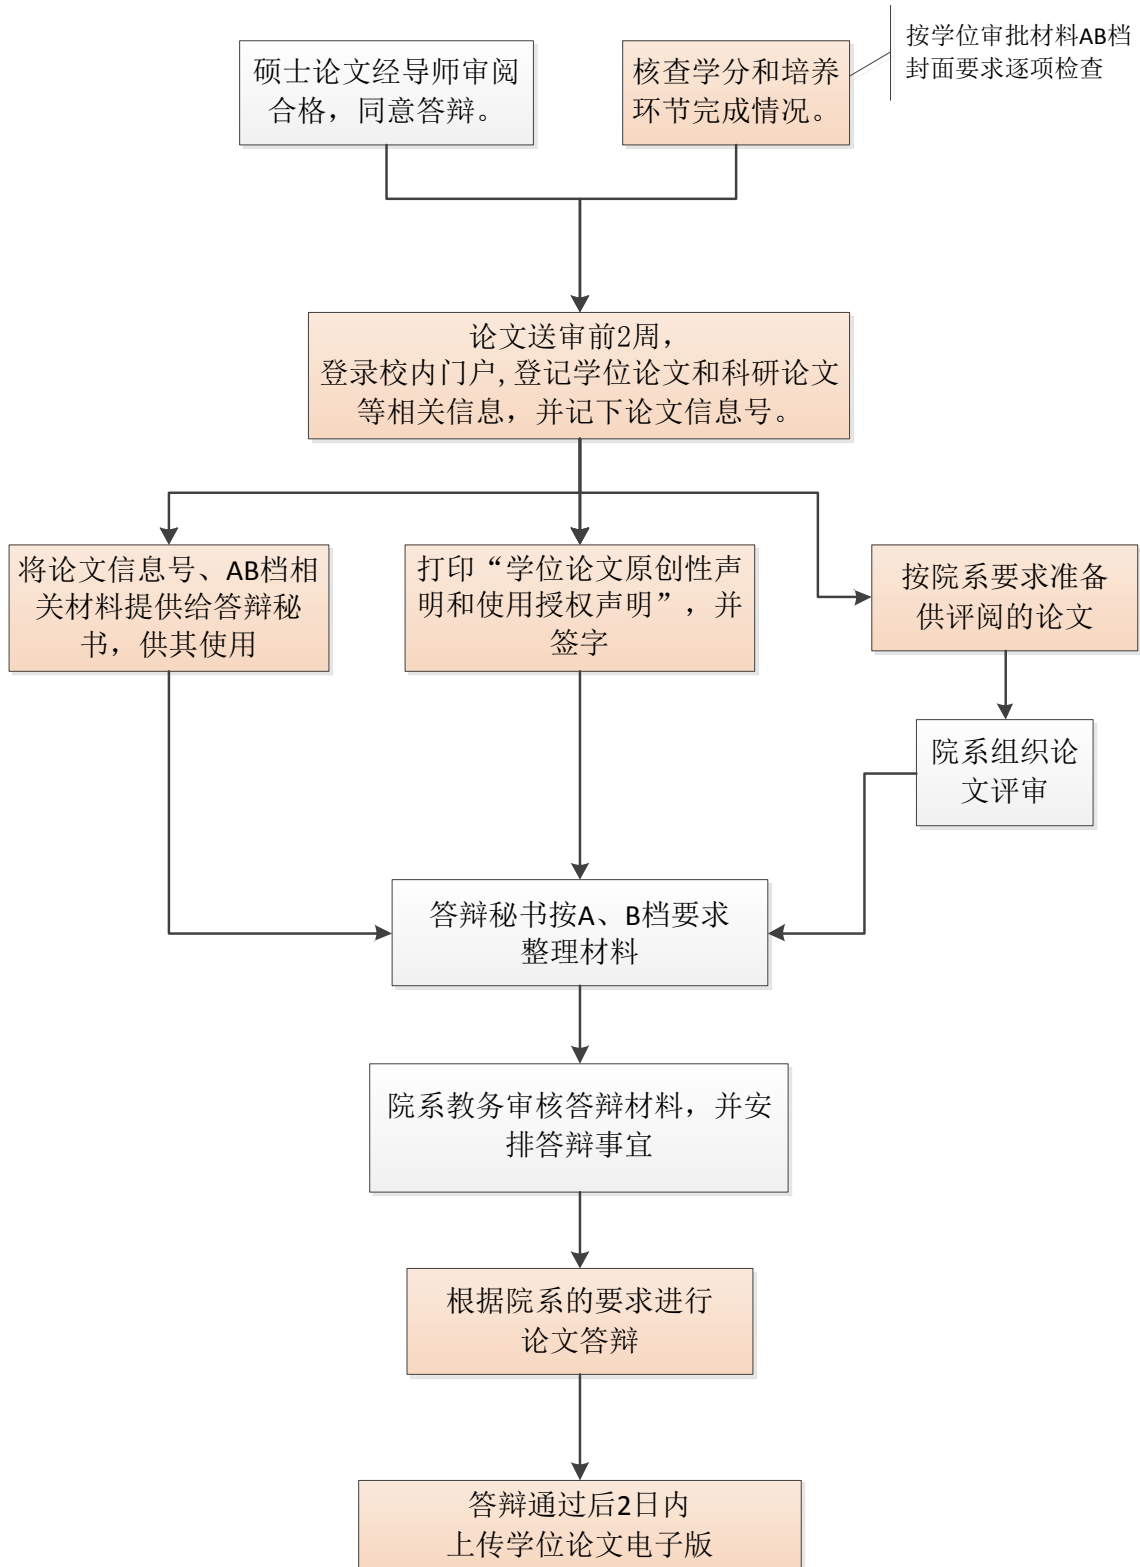 硕士论文经导师审阅
合格，同意答辩。
核查学分和培养
环节完成情况。
按学位审批材料AB档
封面要求逐项检查
论文送审前2周，
登录校内门户,登记学位论文和科研论文
等相关信息，并记下论文信息号。
将论文信息号、AB档相
关材料提供给答辩秘
书，供其使用
打印“学位论文原创性声
明和使用授权声明”，并
签字
按院系要求准备
供评阅的论文
院系组织论
文评审
答辩秘书按A、B档要求
整理材料
院系教务审核答辩材料，并安
排答辩事宜
根据院系的要求进行
论文答辩
答辩通过后2日内
上传学位论文电子版